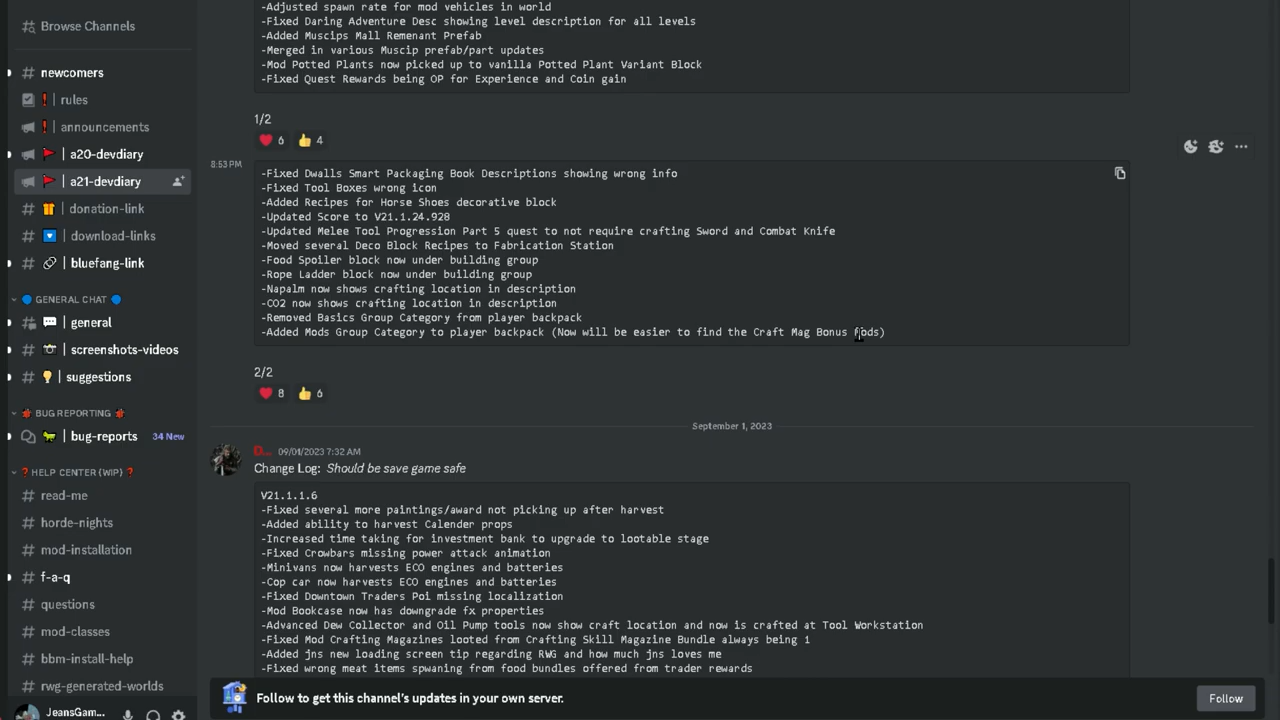 Browse Channels
newcomers
rules
announcements
a20-devdiary
a21-devdiary
donation-link
download-links
bluefang-link
GENERAL CHAT
general
screenshots-videos
suggestions
BUG REPORTING
bug-reports 34 New
HELP CENTER (WIP)
read-me
horde-nights
mod-installation
f-a-q
questions
mod-classes
bbm-install-help
rwg-generated-worlds
JeansGam...
-Adjusted spawn rate for mod vehicles in world
-Fixed Daring Adventure Desc showing level description for all levels
-Added Muscips Mall Remenant Prefab
-Merged in various Muscip prefab/part updates
-Mod Potted Plants now picked up to vanilla Potted Plant Variant Block
-Fixed Quest Rewards being OP for Experience and Coin gain
1/2
6 4
8:53 PM
-Fixed Dwalls Smart Packaging Book Descriptions showing wrong info
-Fixed Tool Boxes wrong icon
-Added Recipes for Horse Shoes decorative block
-Updated Score to V21.1.24.928
-Updated Melee Tool Progression Part 5 quest to not require crafting Sword and Combat Knife
-Moved several Deco Block Recipes to Fabrication Station
-Food Spoiler block now under building group
-Rope Ladder block now under building group
-Napalm now shows crafting location in description
-CO2 now shows crafting location in description
-Removed Basics Group Category from player backpack
-Added Mods Group Category to player backpack (Now will be easier to find the Craft Mag Bonus mods)
2/2
8 6
September 1, 2023
D... 09/01/2023 7:32 AM
Change Log: Should be save game safe
V21.1.1.6
-Fixed several more paintings/award not picking up after harvest
-Added ability to harvest Calender props
-Increased time taking for investment bank to upgrade to lootable stage
-Fixed Crowbars missing power attack animation
-Minivans now harvests ECO engines and batteries
-Cop car now harvests ECO engines and batteries
-Fixed Downtown Traders Poi missing localization
-Mod Bookcase now has downgrade fx properties
-Advanced Dew Collector and Oil Pump tools now show craft location and now is crafted at Tool Workstation
-Fixed Mod Crafting Magazines looted from Crafting Skill Magazine Bundle always being 1
-Added jns new loading screen tip regarding RWG and how much jns loves me
-Fixed wrong meat items spwaning from food bundles offered from trader rewards
Follow to get this channel's updates in your own server.
Follow